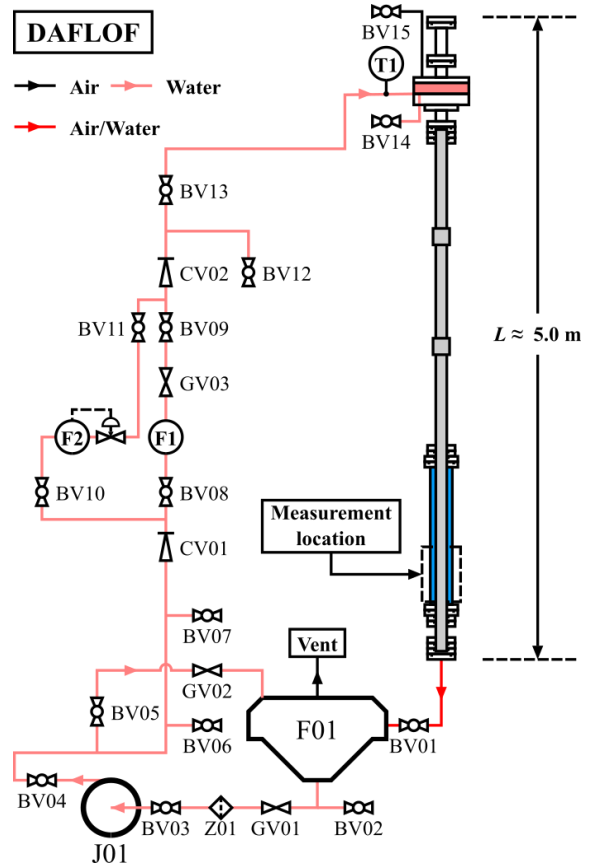 DAFLOF
Air
Water
Air/Water
BV15
T1
BV14
BV13
CV02
BV12
BV11
BV09
L ≈ 5.0 m
GV03
F2
F1
BV10
BV08
Measurement
location
CV01
BV07
Vent
GV02
BV05
F01
BV06
BV01
BV04
BV03
Z01
GV01
BV02
J01